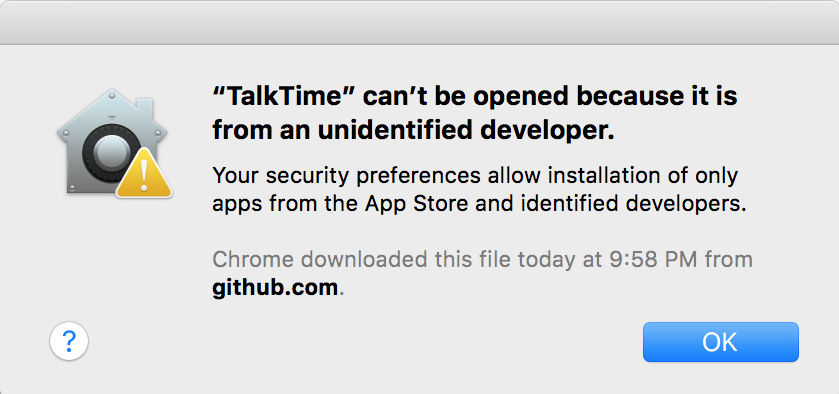 “TalkTime” can’t be opened because it is
from an unidentified developer.
Your security preferences allow installation of only
apps from the App Store and identified developers.
Chrome downloaded this file today at 9:58 PM from
github.com.
?
OK